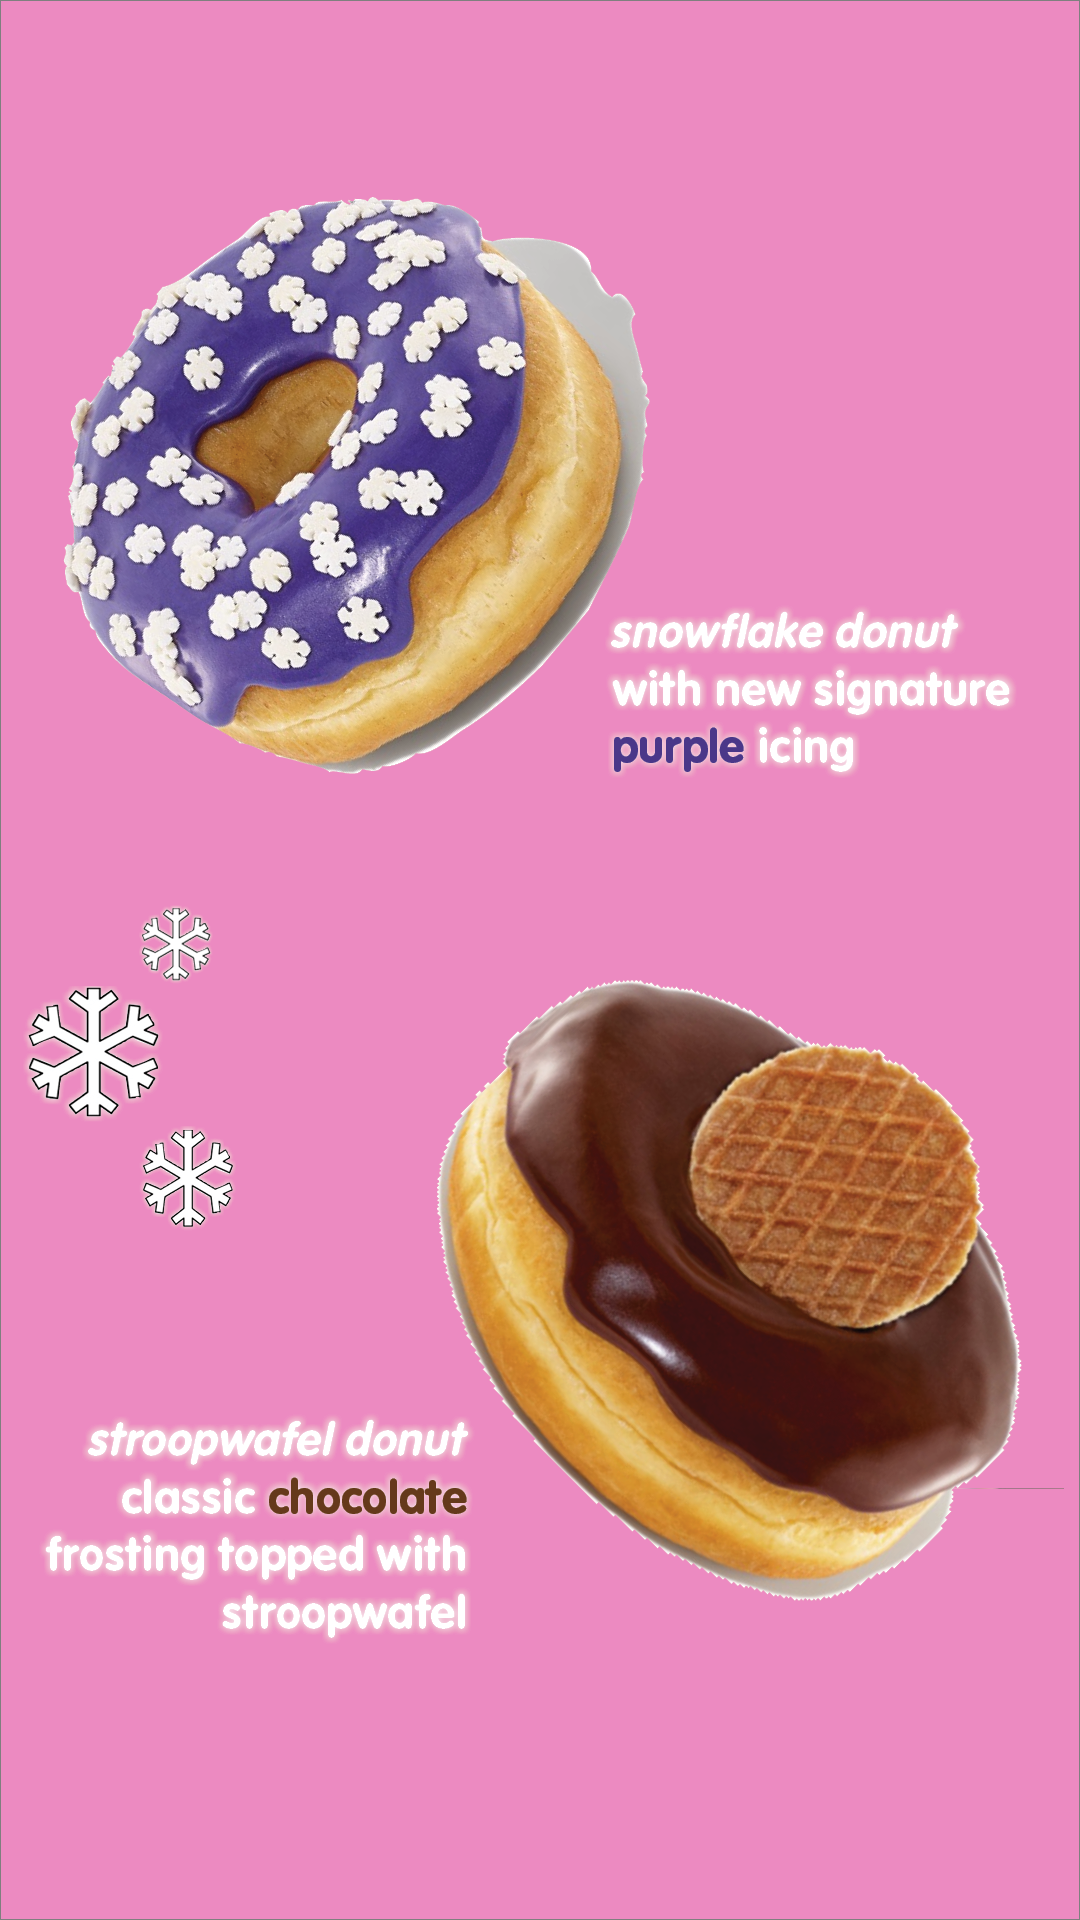 snowflake donut
with new signature
purple icing
stroopwafel donut
classic chocolate
frosting topped with
stroopwafel